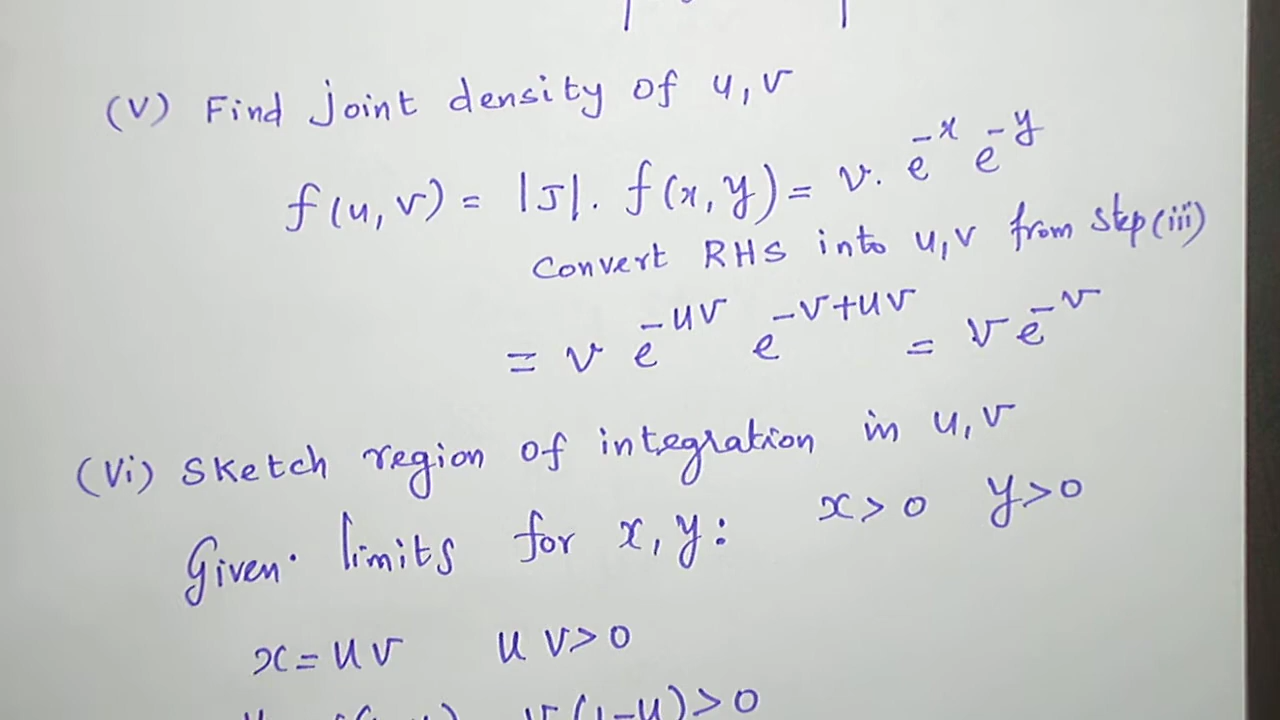 (v) Find joint density of u,v
f(u,v) = |J|. f(x,y) = v. e^{-x} e^{-y}
Convert RHS into u,v from step(iii)
= v e^{-uv} e^{-v+uv} = v e^{-v}
(vi) Sketch region of integration in u,v
Given limits for x,y: x>0 y>0
x=uv uv>0
v(1-u)>0